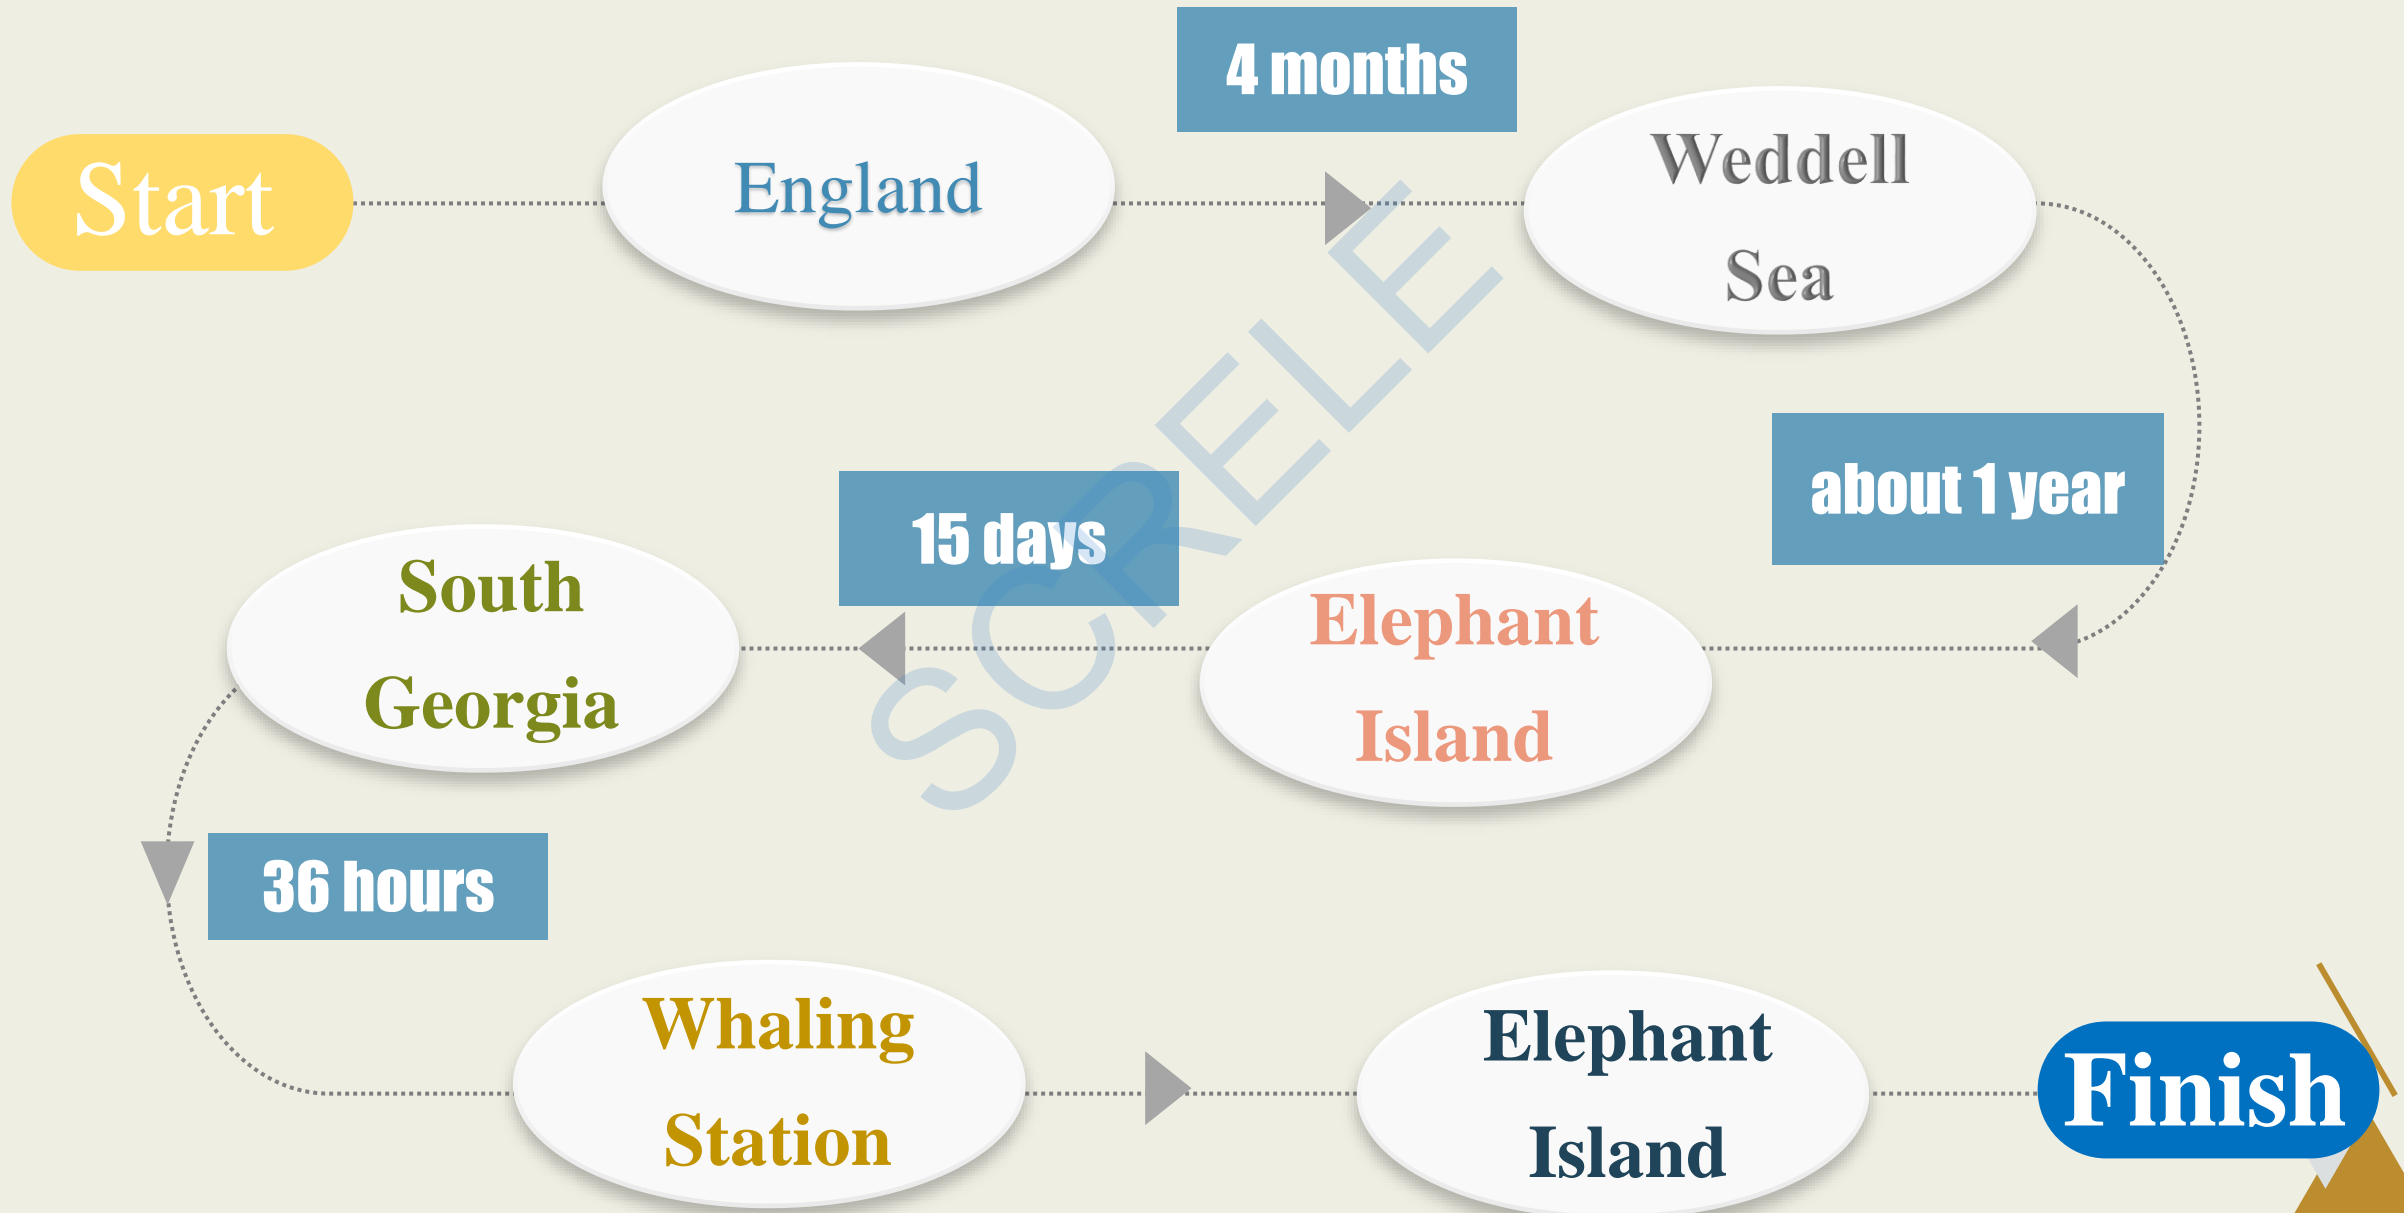 Start
England
4 months
Weddell
Sea
about 1 year
Elephant
Island
15 days
South
Georgia
36 hours
Whaling
Station
Elephant
Island
Finish
SCRELE